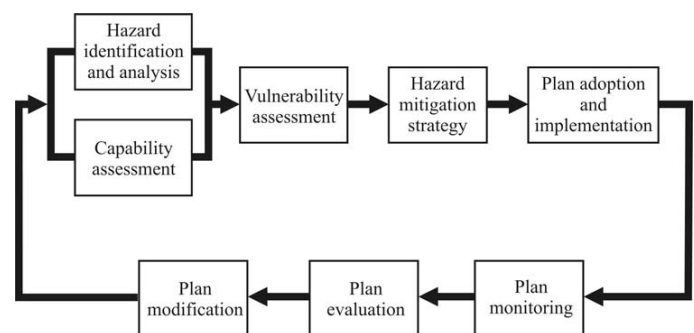 Hazard
identification
and analysis
Capability
assessment
Vulnerability
assessment
Hazard
mitigation
strategy
Plan adoption
and
implementation
Plan
monitoring
Plan
evaluation
Plan
modification